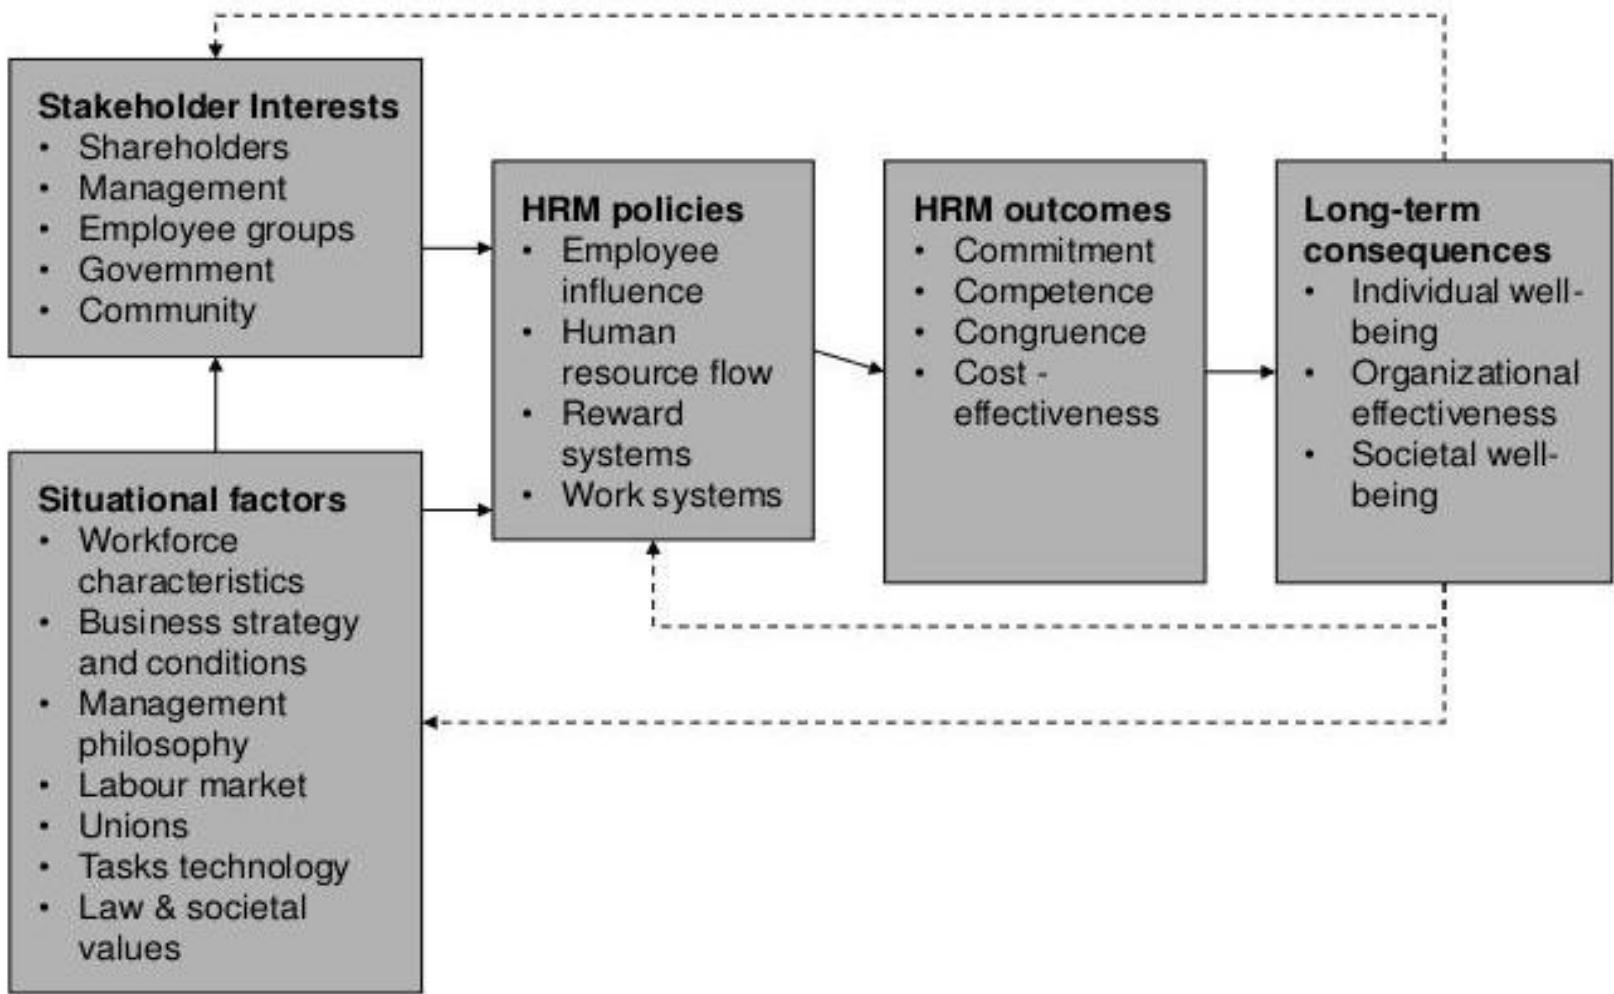 Stakeholder Interests
• Shareholders
• Management
• Employee groups
• Government
• Community
Situational factors
• Workforce
characteristics
• Business strategy
and conditions
• Management
philosophy
• Labour market
• Unions
• Tasks technology
• Law & societal
values
HRM policies
• Employee
influence
• Human
resource flow
• Reward
systems
• Work systems
HRM outcomes
• Commitment
• Competence
• Congruence
• Cost -
effectiveness
Long-term
consequences
• Individual well-
being
• Organizational
effectiveness
• Societal well-
being